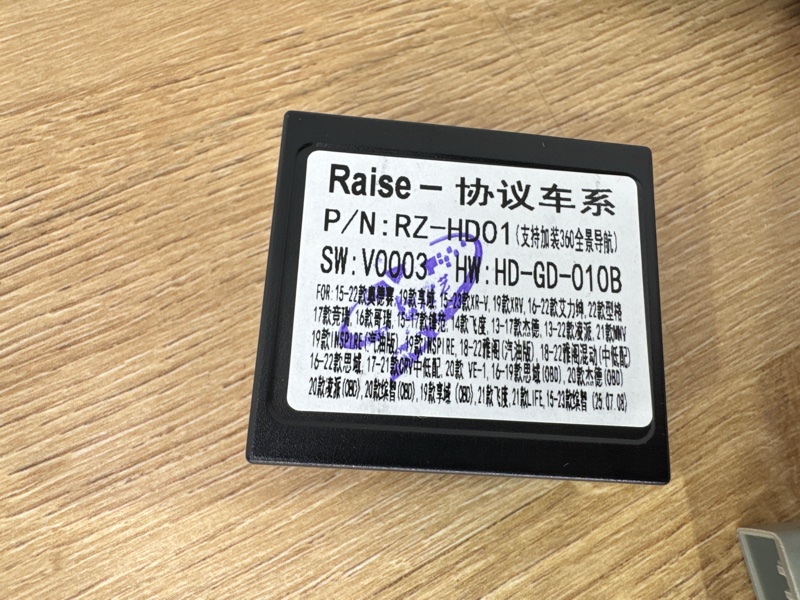 Raise－协议车系
P/N:RZ-HD01(支持加装360全景导航)
SW:V0003 HW:HD-GD-010B
FOR:15-22款奥德赛, 19款享域, 15-23款XR-V, 19款XRV, 16-22款艾力绅, 22款型格
17款竞瑞, 16款哥瑞, 15-17款锋范, 14款飞度, 13-17款杰德, 13-22款凌派, 21款MNV
19款INSPIRE(汽油版), 19款INSPIRE, 18-22雅阁(汽油版), 18-22雅阁混动(中低配)
16-22款思域, 17-21款CRV中低配, 20款 VE-1, 16-19款思域(OBD), 20款杰德(OBD)
20款凌派(OBD), 20款缤智(OBD), 19款享域(OBD), 21款飞度, 21款LIFE, 15-23款缤智 (25.07.08)